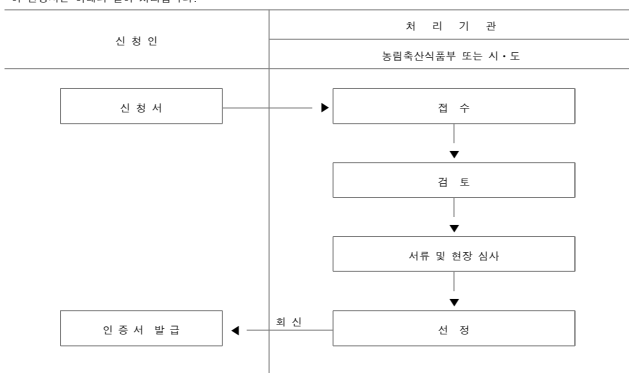 이 신청서는 아래와 같이 처리됩니다.
신 청 인
처 리 기 관
농림축산식품부 또는 시·도
신 청 서
접 수
검 토
서류 및 현장 심사
인 증 서 발 급
회 신
선 정